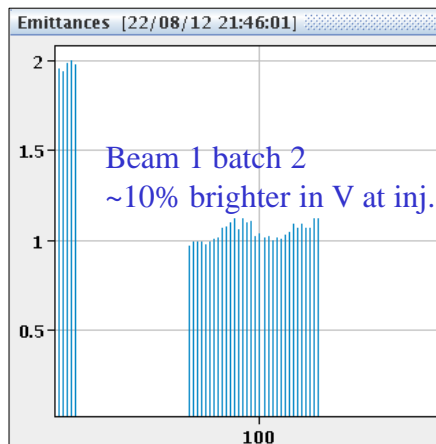 Emittances [22/08/12 21:46:01]
2
1.5
Beam 1 batch 2
~10% brighter in V at inj.
1
0.5
100